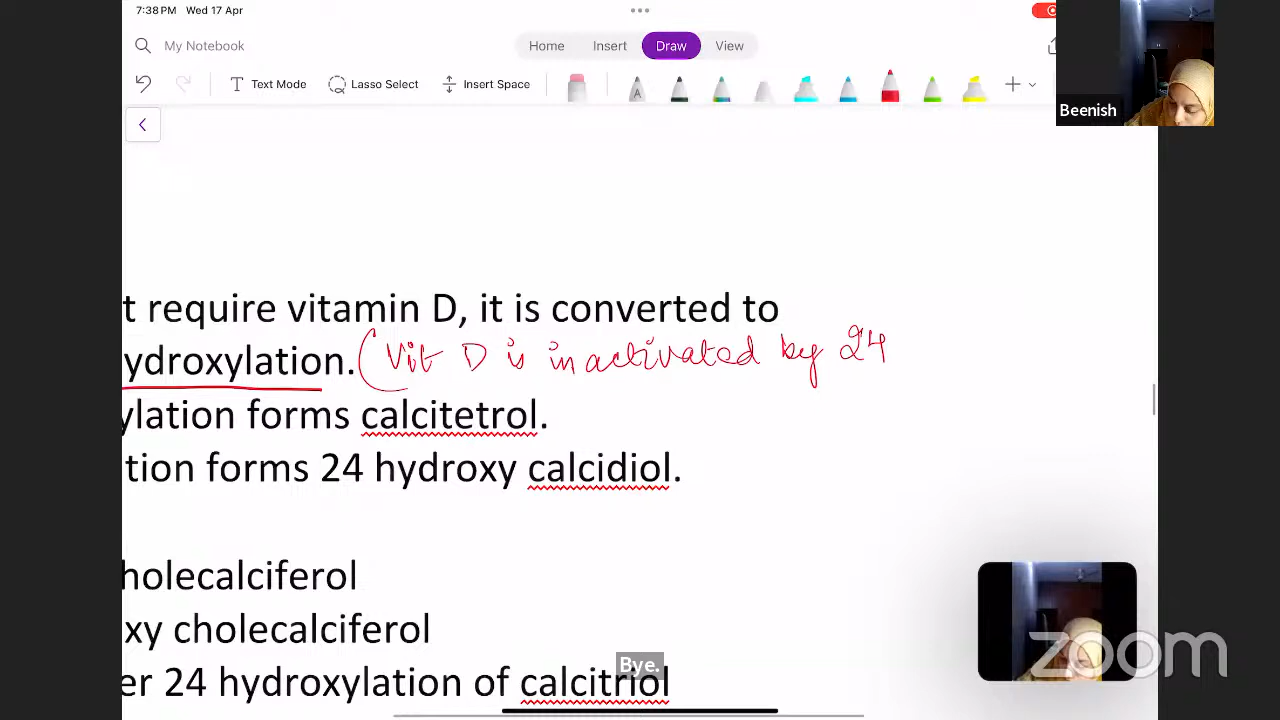 7:38 PM Wed 17 Apr
My Notebook
Home Insert Draw View
Text Mode Lasso Select Insert Space A
Beenish
t require vitamin D, it is converted to
ydroxylation. (Vit D is inactivated by 24
ylation forms calcitetrol.
tion forms 24 hydroxy calcidiol.
holecalciferol
xy cholecalciferol
er 24 hydroxylation of calcitriol
Bye.
zoom